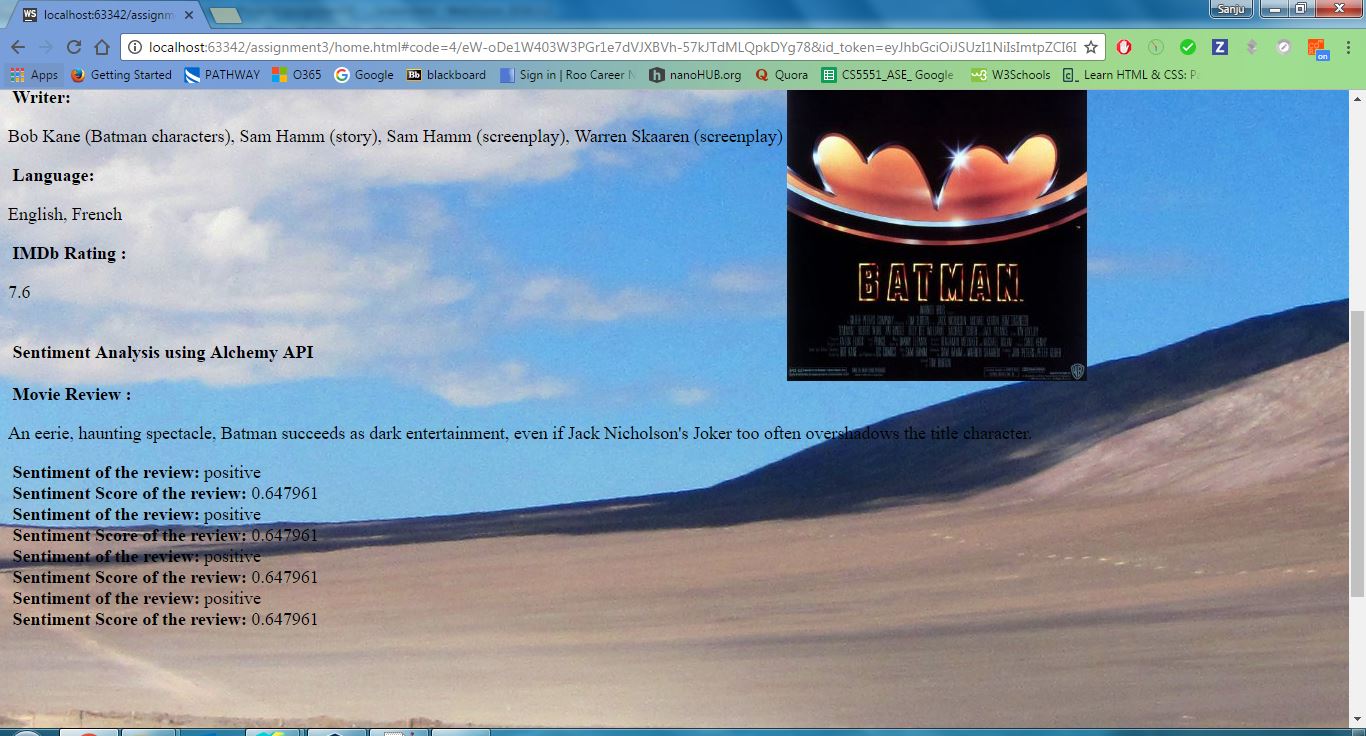 Sanju
WS localhost:63342/assignm
localhost:63342/assignment3/home.html#code=4/eW-oDe1W403W3PGr1e7dVJXBVh-57kJTdMLQpkDYg78&id_token=eyJhbGciOiJSUzI1NiIsImtpZCI6I
on
Apps Getting Started PATHWAY O365 Google Bb blackboard Sign in | Roo Career N nanoHUB.org Quora CS5551_ASE_ Google W3Schools Learn HTML & CSS: Pa
Writer:
Bob Kane (Batman characters), Sam Hamm (story), Sam Hamm (screenplay), Warren Skaaren (screenplay)
Language:
English, French
IMDb Rating :
7.6
BATMAN
Sentiment Analysis using Alchemy API
Movie Review :
An eerie, haunting spectacle, Batman succeeds as dark entertainment, even if Jack Nicholson's Joker too often overshadows the title character.
Sentiment of the review: positive
Sentiment Score of the review: 0.647961
Sentiment of the review: positive
Sentiment Score of the review: 0.647961
Sentiment of the review: positive
Sentiment Score of the review: 0.647961
Sentiment of the review: positive
Sentiment Score of the review: 0.647961